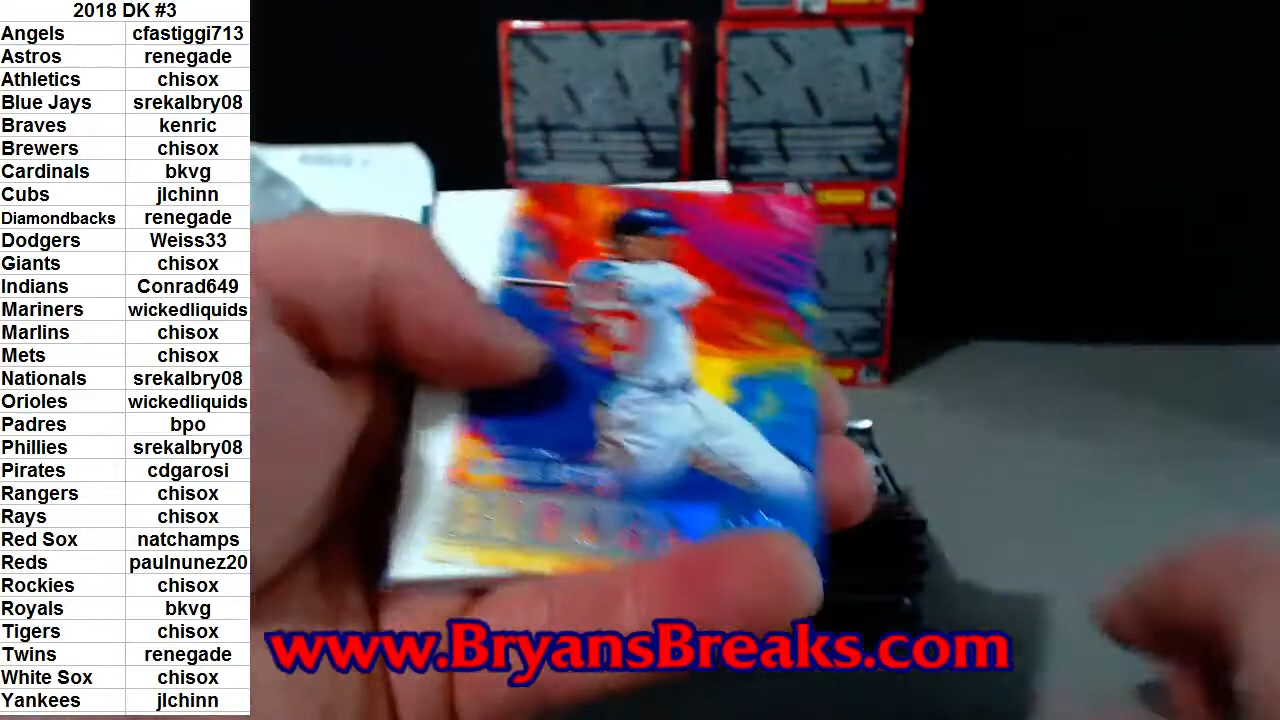 2018 DK #3
Angels cfastiggi713
Astros renegade
Athletics chisox
Blue Jays srekalbry08
Braves kenric
Brewers chisox
Cardinals bkvg
Cubs jlchinn
Diamondbacks renegade
Dodgers Weiss33
Giants chisox
Indians Conrad649
Mariners wickedliquids
Marlins chisox
Mets chisox
Nationals srekalbry08
Orioles wickedliquids
Padres bpo
Phillies srekalbry08
Pirates cdgarosi
Rangers chisox
Rays chisox
Red Sox natchamps
Reds paulnunez20
Rockies chisox
Royals bkvg
Tigers chisox
Twins renegade
White Sox chisox
Yankees jlchinn
www.BryansBreaks.com